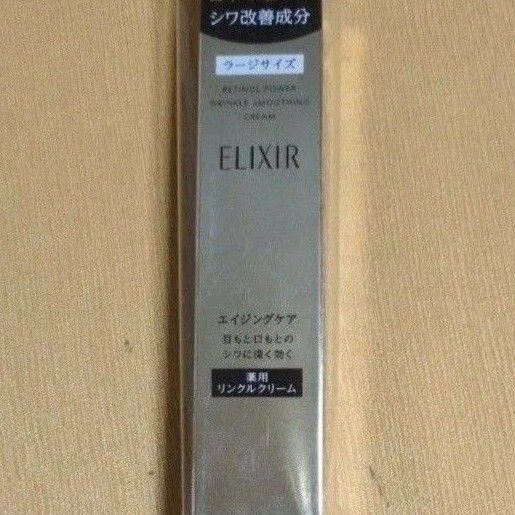 シワ改善成分
ラージサイズ
RETINOL POWER
WRINKLE SMOOTHING
CREAM
ELIXIR
エイジングケア
目もと口もとの
シワに深く効く
薬用
リンクルクリーム